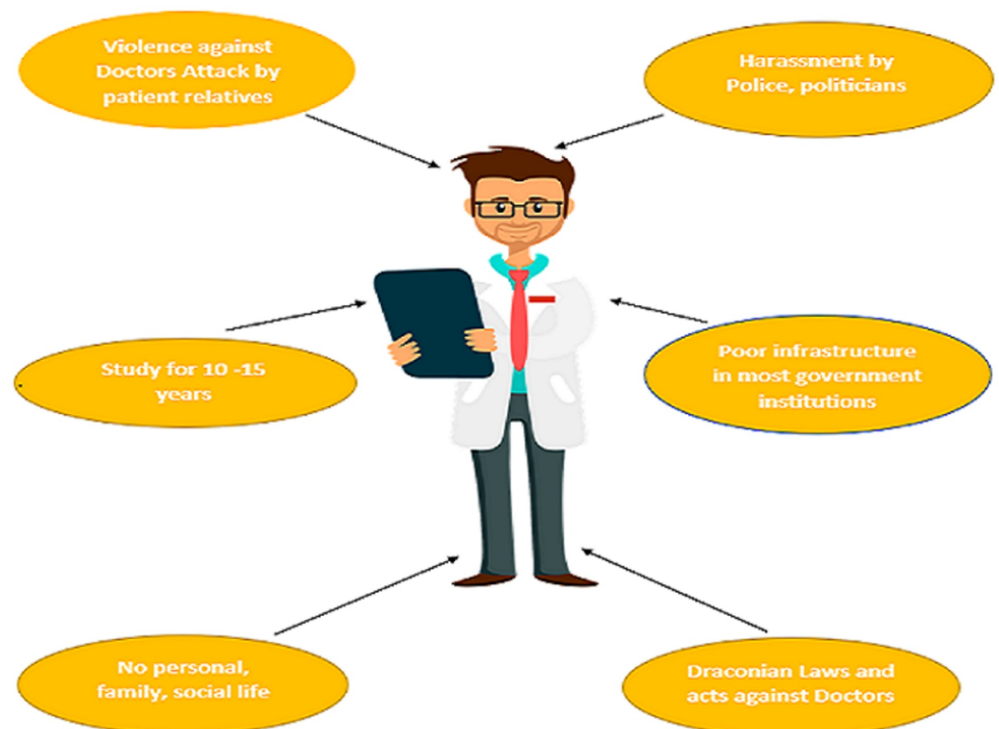 Violence against
Doctors Attack by
patient relatives
Harassment by
Police, politicians
Study for 10 -15
years
Poor infrastructure
in most government
institutions
No personal,
family, social life
Draconian Laws and
acts against Doctors